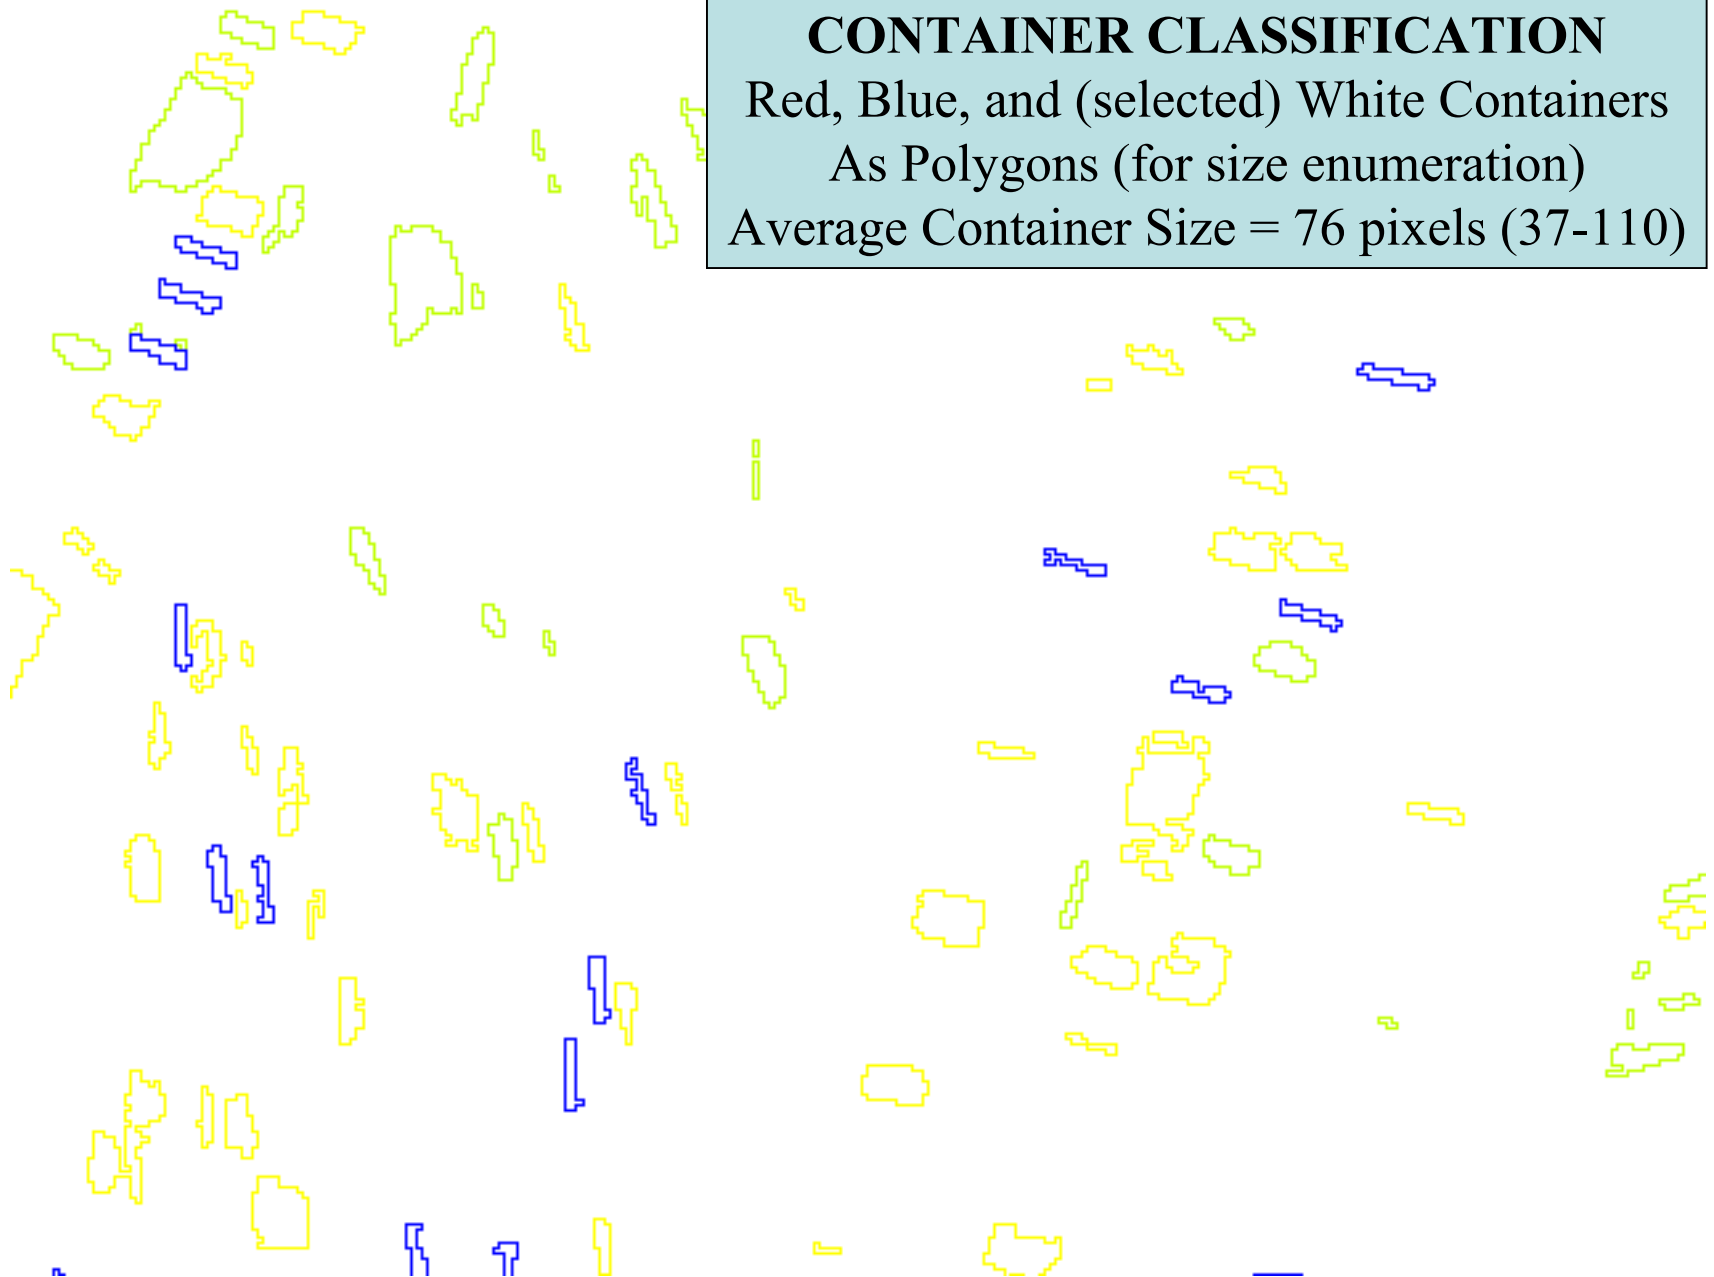 CONTAINER CLASSIFICATION
Red, Blue, and (selected) White Containers
As Polygons (for size enumeration)
Average Container Size = 76 pixels (37-110)